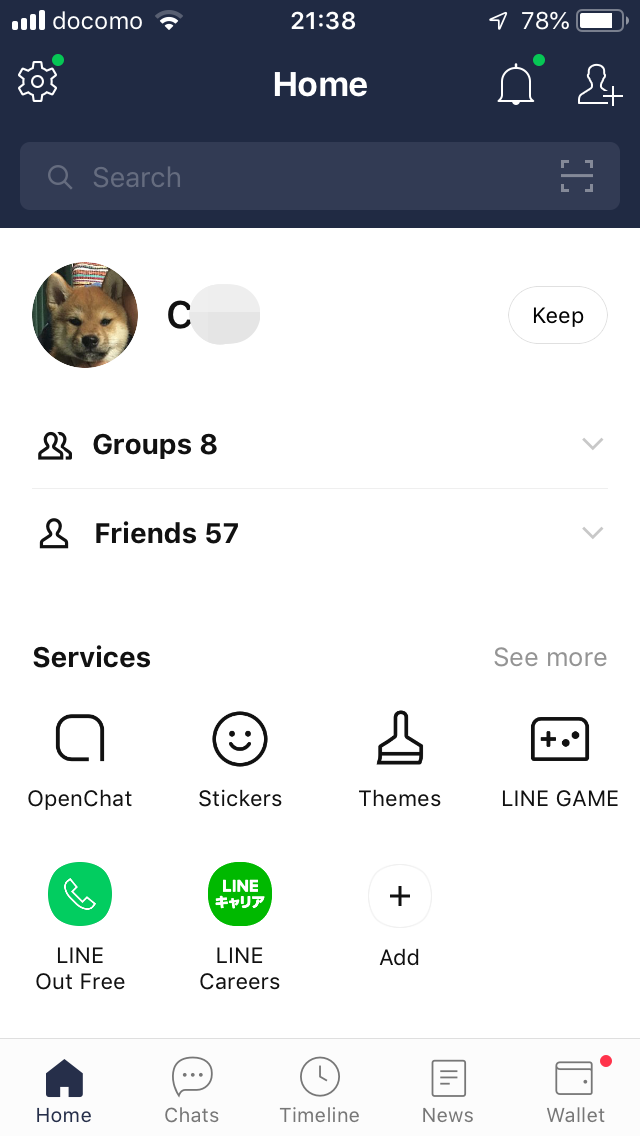 docomo 21:38 78%
Home
Search
C
Keep
Groups 8
Friends 57
Services See more
OpenChat Stickers Themes LINE GAME
LINE
キャリア
LINE
Out Free
LINE
Careers
Add
Home Chats Timeline News Wallet